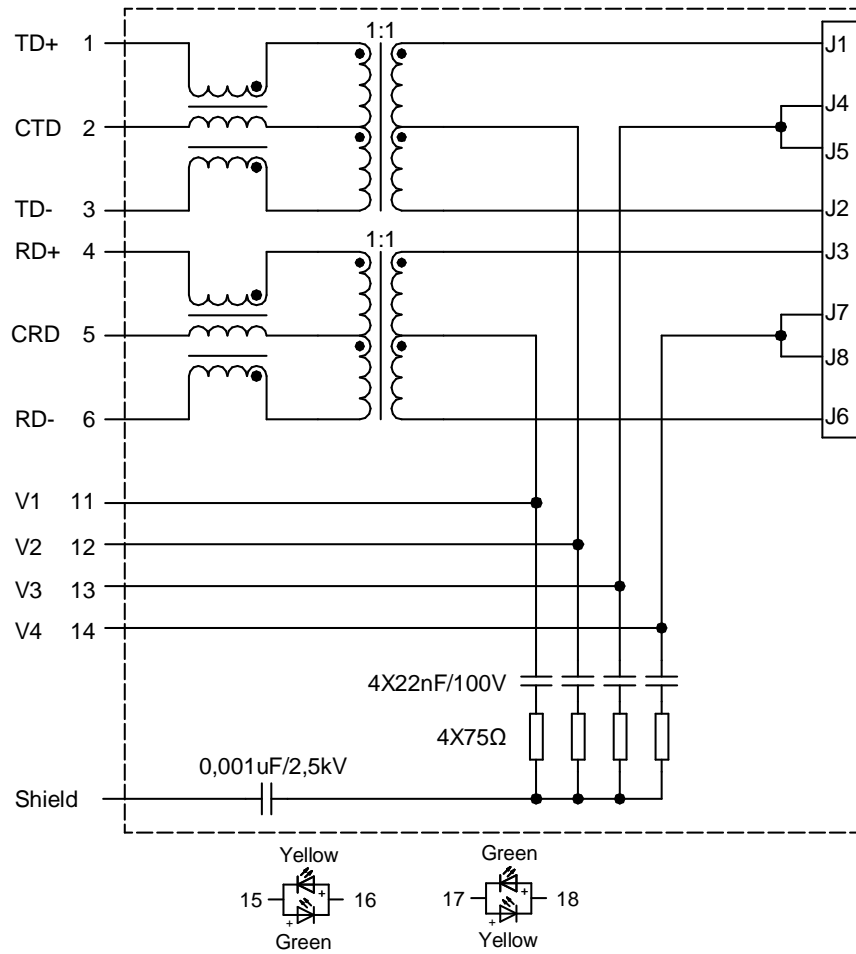 1:1
TD+ 1 J1
J4
CTD 2
J5
TD- 3 J2
1:1
RD+ 4 J3
J7
CRD 5
J8
RD- 6 J6
V1 11
V2 12
V3 13
V4 14
4X22nF/100V
4X75Ω
0,001uF/2,5kV
Shield
Yellow Green
15 + 16 17 + 18
+ +
Green Yellow